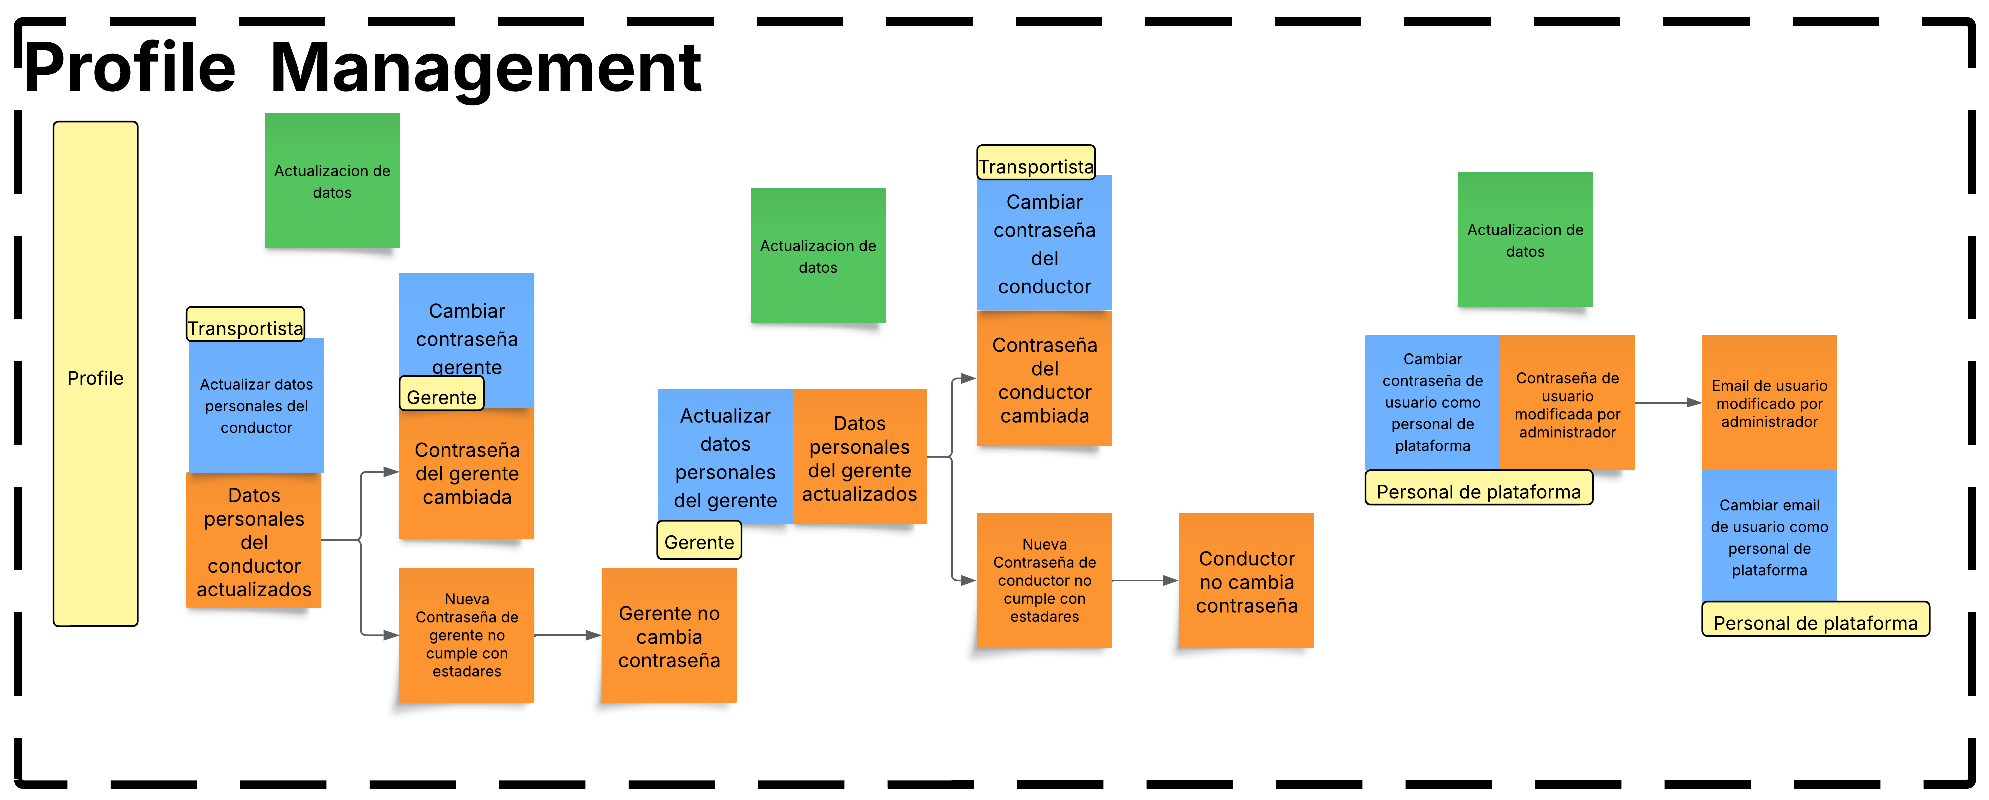 Profile Management
Profile
Actualizacion de
datos
Transportista
Actualizar datos
personales del
conductor
Datos
personales
del
conductor
actualizados
Cambiar
contraseña
gerente
Gerente
Contraseña
del gerente
cambiada
Nueva
Contraseña de
gerente no
cumple con
estadares
Gerente no
cambia
contraseña
Actualizacion de
datos
Actualizar
datos
personales
del gerente
Gerente
Datos
personales
del gerente
actualizados
Transportista
Cambiar
contraseña
del
conductor
Contraseña
del
conductor
cambiada
Nueva
Contraseña de
conductor no
cumple con
estadares
Conductor
no cambia
contraseña
Actualizacion de
datos
Cambiar
contraseña de
usuario como
personal de
plataforma
Personal de plataforma
Contraseña de
usuario
modificada por
administrador
Email de usuario
modificado por
administrador
Cambiar email
de usuario como
personal de
plataforma
Personal de plataforma